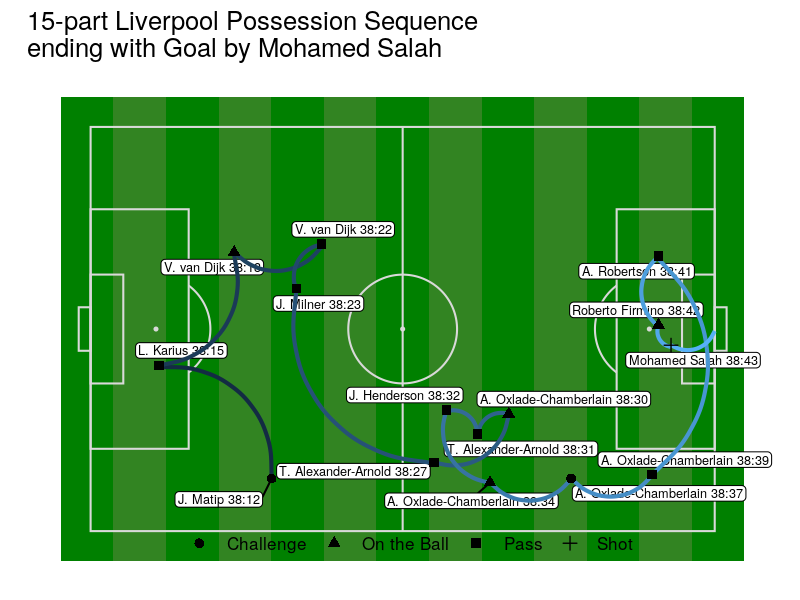 15-part Liverpool Possession Sequence
ending with Goal by Mohamed Salah
V. van Dijk 38:22
V. van Dijk 38:18
A. Robertson 38:41
J. Milner 38:23
Roberto Firmino 38:42
L. Karius 38:15
Mohamed Salah 38:43
J. Henderson 38:32
A. Oxlade-Chamberlain 38:30
T. Alexander-Arnold 38:31
A. Oxlade-Chamberlain 38:39
T. Alexander-Arnold 38:27
A. Oxlade-Chamberlain 38:37
J. Matip 38:12
A. Oxlade-Chamberlain 38:34
Challenge On the Ball Pass Shot